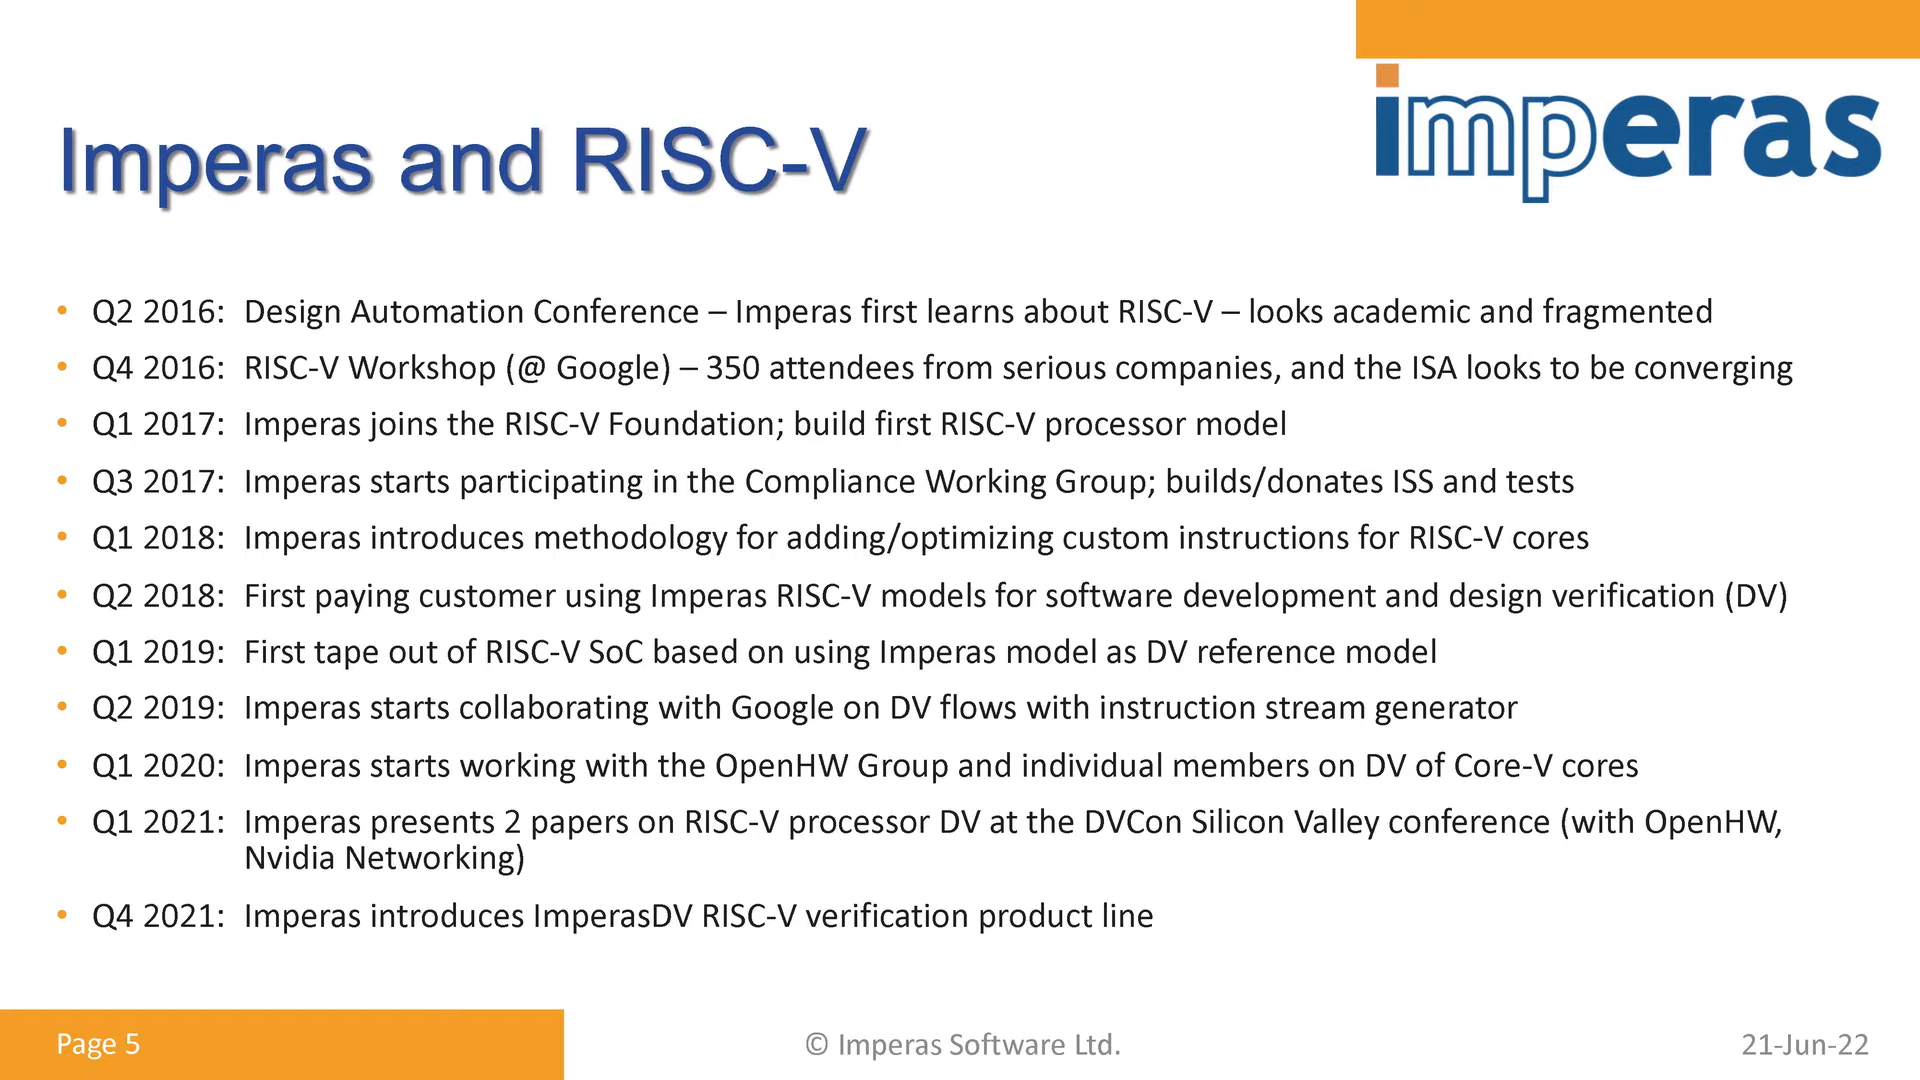 imperas
Imperas and RISC-V
• Q2 2016: Design Automation Conference – Imperas first learns about RISC-V – looks academic and fragmented
• Q4 2016: RISC-V Workshop (@ Google) – 350 attendees from serious companies, and the ISA looks to be converging
• Q1 2017: Imperas joins the RISC-V Foundation; build first RISC-V processor model
• Q3 2017: Imperas starts participating in the Compliance Working Group; builds/donates ISS and tests
• Q1 2018: Imperas introduces methodology for adding/optimizing custom instructions for RISC-V cores
• Q2 2018: First paying customer using Imperas RISC-V models for software development and design verification (DV)
• Q1 2019: First tape out of RISC-V SoC based on using Imperas model as DV reference model
• Q2 2019: Imperas starts collaborating with Google on DV flows with instruction stream generator
• Q1 2020: Imperas starts working with the OpenHW Group and individual members on DV of Core-V cores
• Q1 2021: Imperas presents 2 papers on RISC-V processor DV at the DVCon Silicon Valley conference (with OpenHW,
Nvidia Networking)
• Q4 2021: Imperas introduces ImperasDV RISC-V verification product line
Page 5
© Imperas Software Ltd.
21-Jun-22